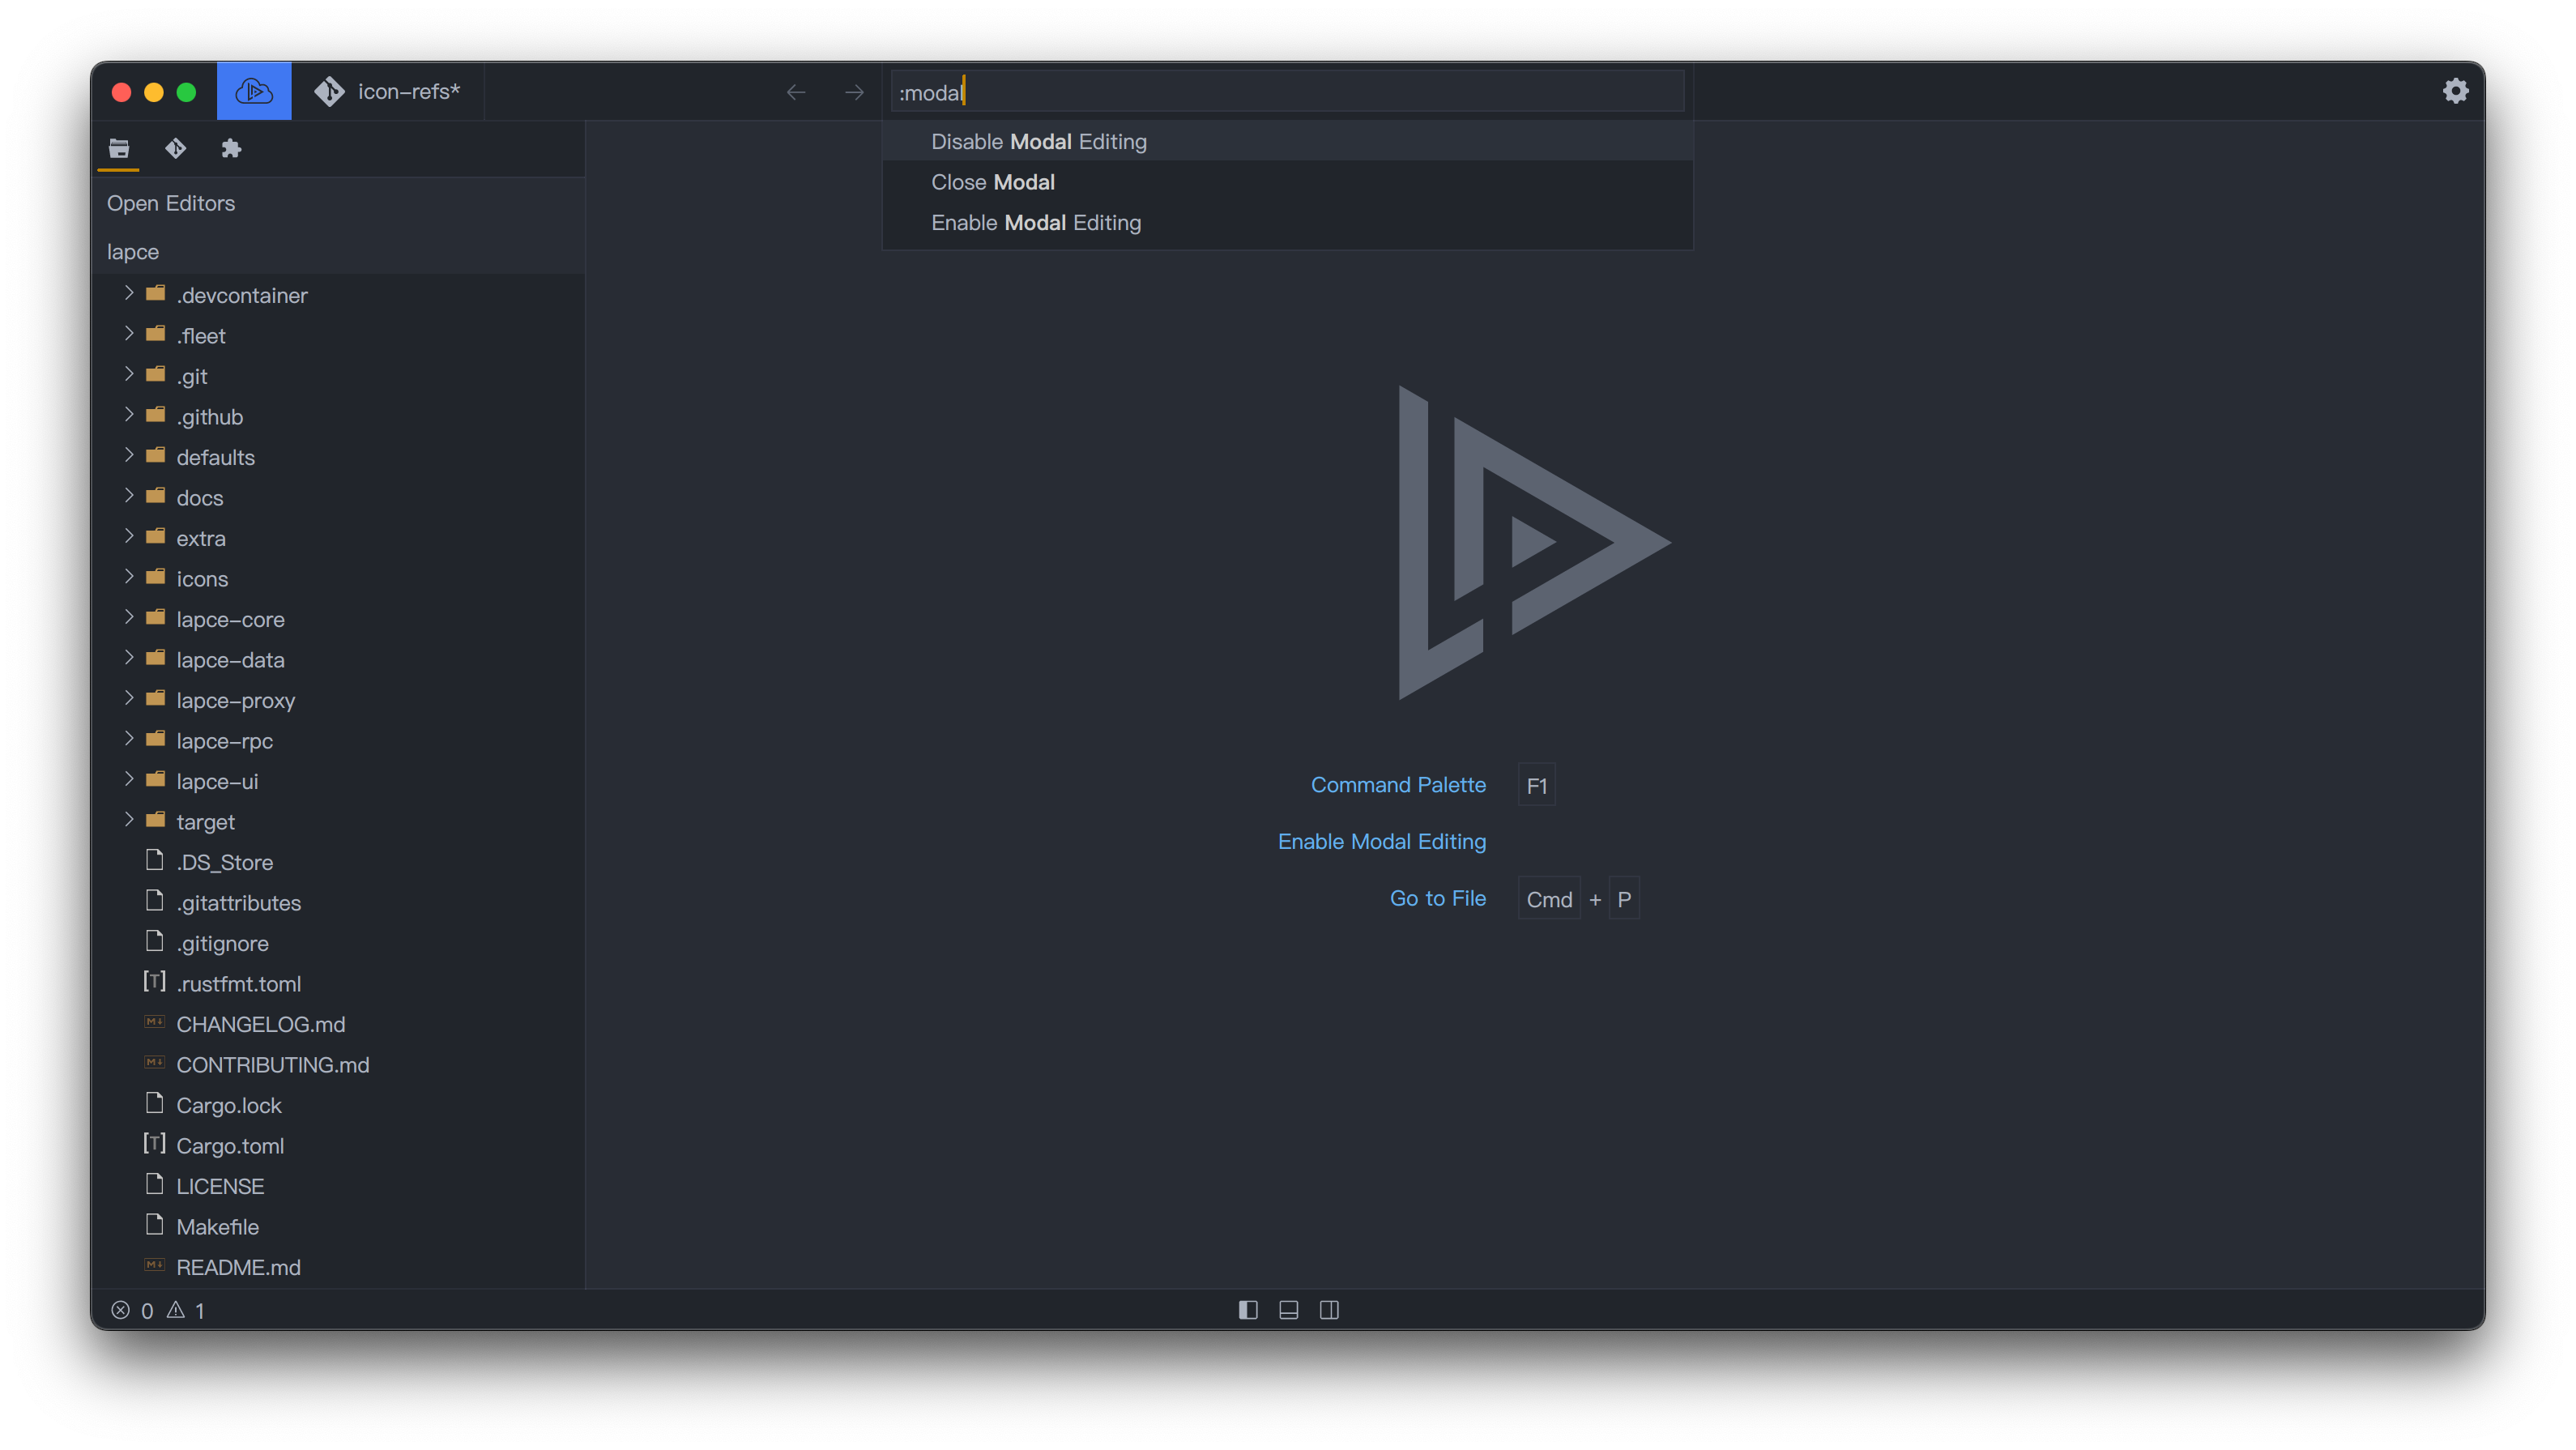 icon-refs*
:modal
Disable Modal Editing
Close Modal
Enable Modal Editing
Open Editors
lapce
.devcontainer
.fleet
.git
.github
defaults
docs
extra
icons
lapce-core
lapce-data
lapce-proxy
lapce-rpc
lapce-ui
target
.DS_Store
.gitattributes
.gitignore
[T] .rustfmt.toml
M↓ CHANGELOG.md
M↓ CONTRIBUTING.md
Cargo.lock
[T] Cargo.toml
LICENSE
Makefile
M↓ README.md
Command Palette F1
Enable Modal Editing
Go to File Cmd + P
0 1